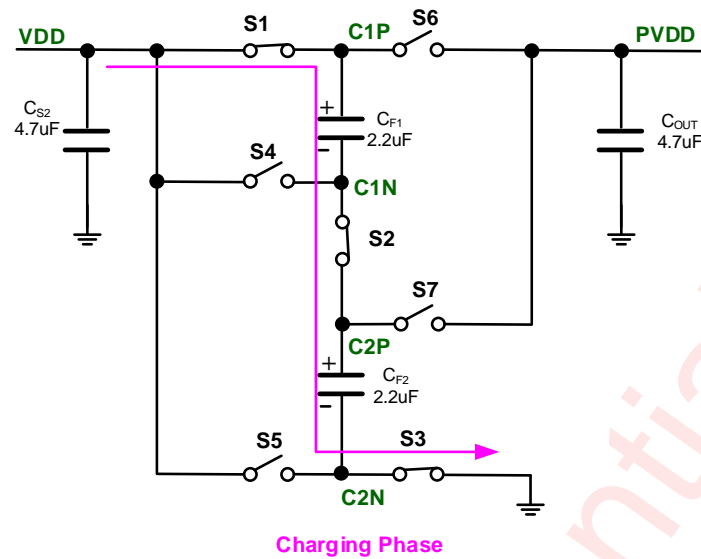 VDD
S1
C1P
S6
PVDD
CS2
4.7uF
+
CF1
2.2uF
−
COUT
4.7uF
S4
C1N
S2
S7
C2P
+
CF2
2.2uF
−
S5
S3
C2N
Charging Phase